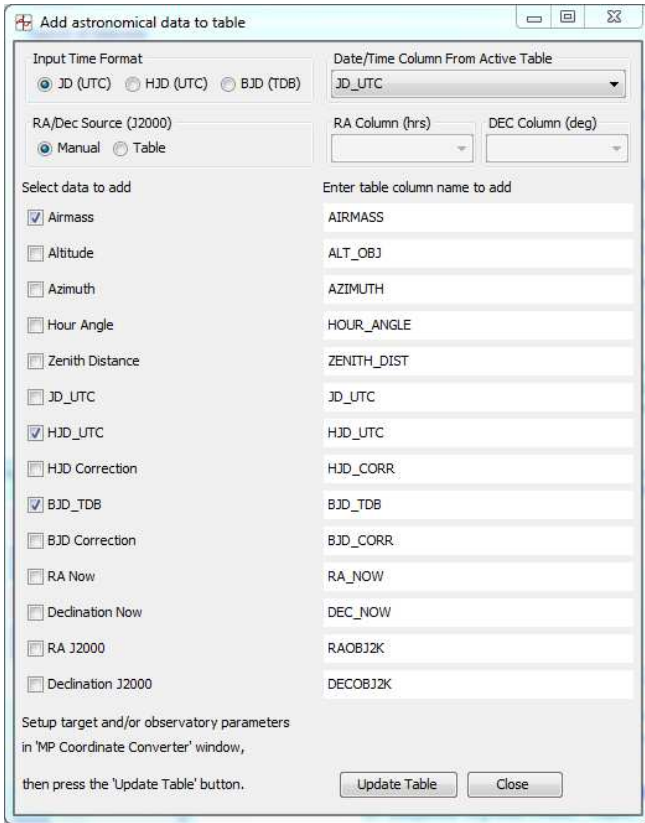 Add astronomical data to table
Input Time Format
Date/Time Column From Active Table
JD (UTC) HJD (UTC) BJD (TDB)
JD_UTC
RA/Dec Source (J2000)
RA Column (hrs)
DEC Column (deg)
Manual Table
Select data to add
Enter table column name to add
Airmass
AIRMASS
Altitude
ALT_OBJ
Azimuth
AZIMUTH
Hour Angle
HOUR_ANGLE
Zenith Distance
ZENITH_DIST
JD_UTC
JD_UTC
HJD_UTC
HJD_UTC
HJD Correction
HJD_CORR
BJD_TDB
BJD_TDB
BJD Correction
BJD_CORR
RA Now
RA_NOW
Declination Now
DEC_NOW
RA J2000
RAOBJ2K
Declination J2000
DECOBJ2K
Setup target and/or observatory parameters
in 'MP Coordinate Converter' window,
then press the 'Update Table' button.
Update Table
Close